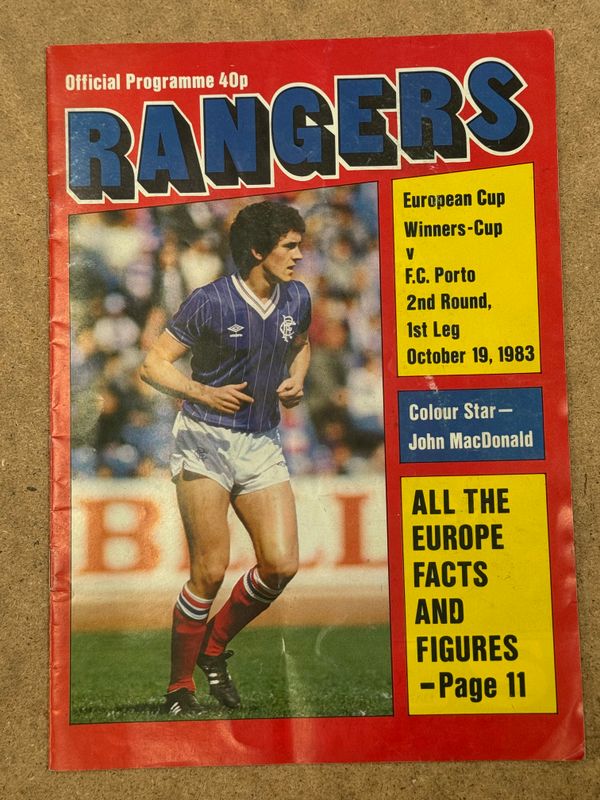 Official Programme 40p
RANGERS
European Cup
Winners-Cup
v
F.C. Porto
2nd Round,
1st Leg
October 19, 1983
Colour Star—
John MacDonald
ALL THE
EUROPE
FACTS
AND
FIGURES
–Page 11